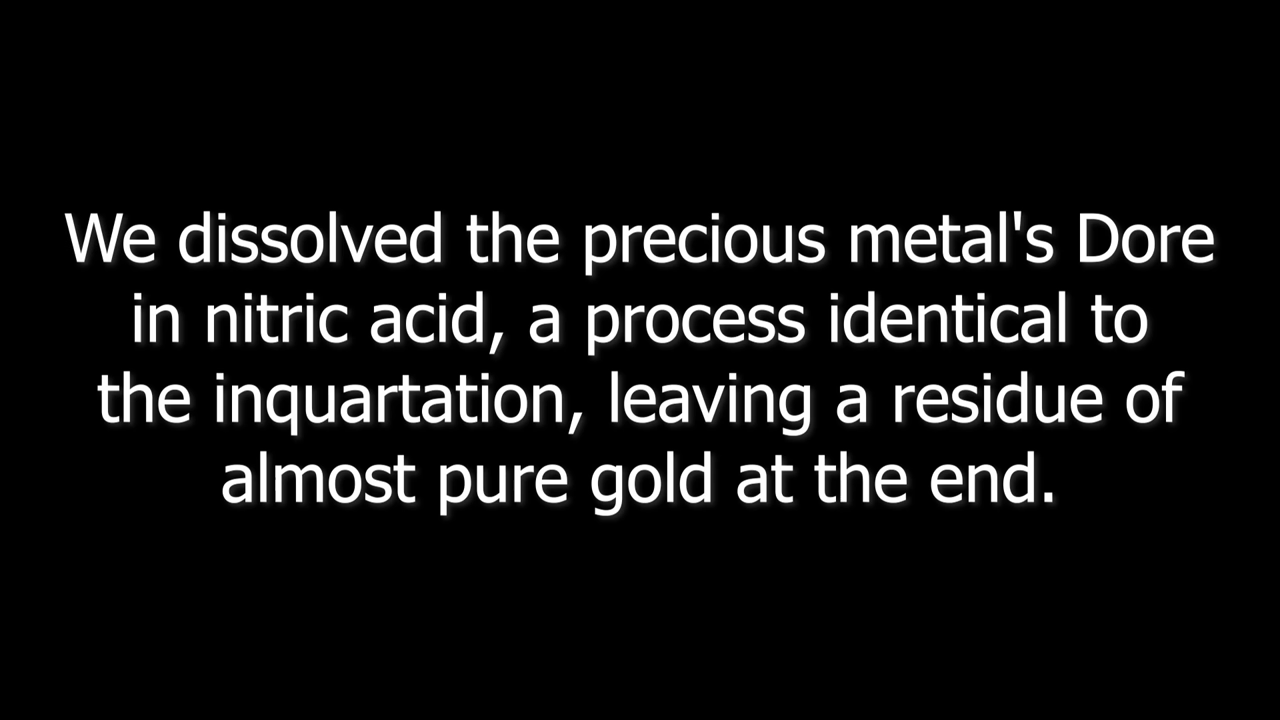 We dissolved the precious metal's Dore
in nitric acid, a process identical to
the inquartation, leaving a residue of
almost pure gold at the end.